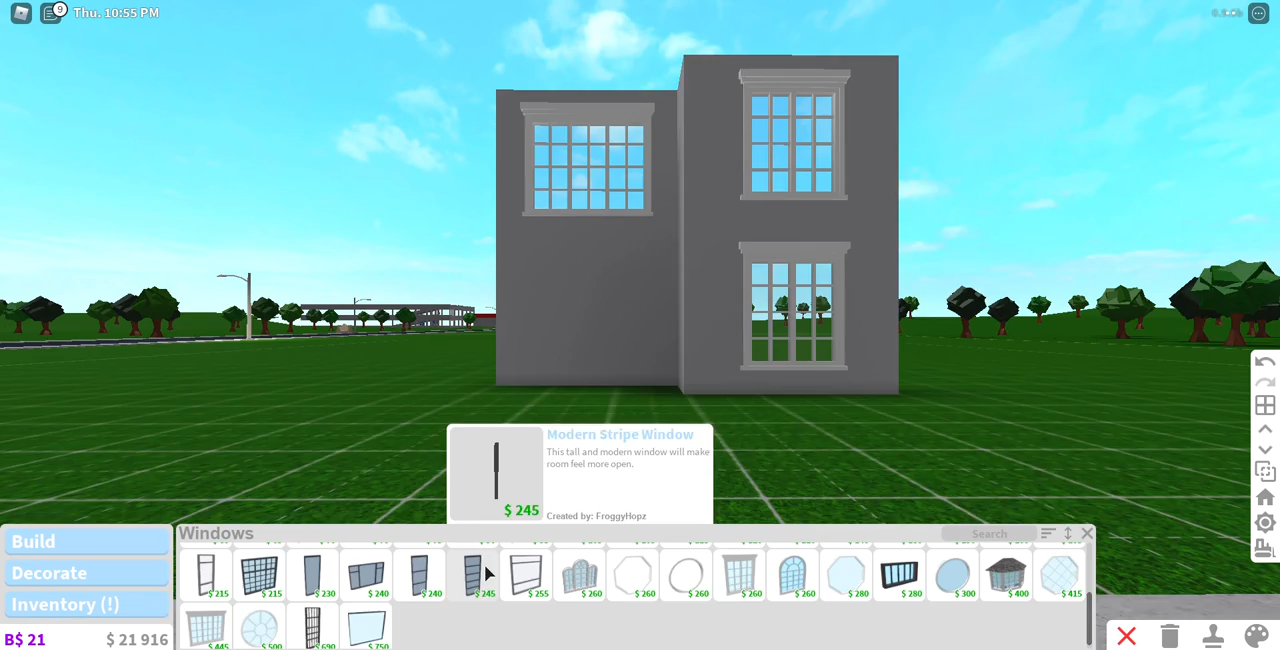 9
Thu. 10:55 PM
Modern Stripe Window
This tall and modern window will make
room feel more open.
$ 245
Created by: FroggyHopz
Windows
Search
Build
Decorate
Inventory (!)
B$ 21
$ 21 916
$ 215
$ 215
$ 230
$ 240
$ 240
$ 245
$ 255
$ 260
$ 260
$ 260
$ 260
$ 260
$ 280
$ 280
$ 300
$ 400
$ 415
$ 445
$ 500
$ 690
$ 750